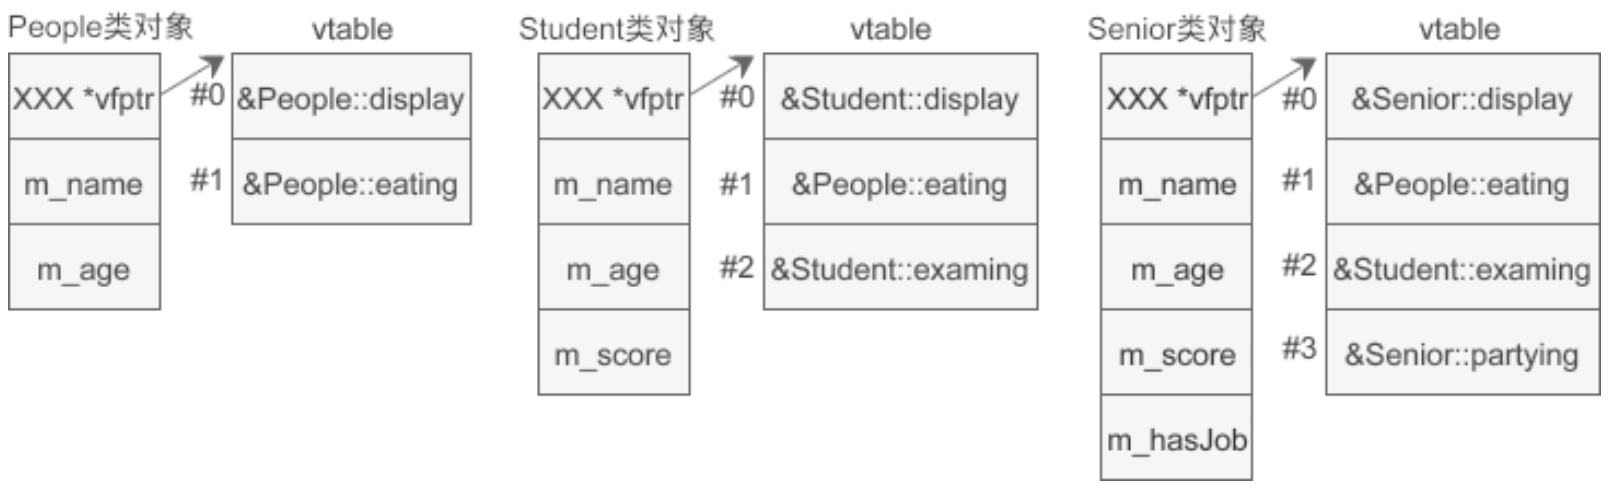 People类对象 vtable Student类对象 vtable Senior类对象 vtable
XXX *vfptr #0 &People::display XXX *vfptr #0 &Student::display XXX *vfptr #0 &Senior::display
m_name #1 &People::eating m_name #1 &People::eating m_name #1 &People::eating
m_age m_age #2 &Student::examing m_age #2 &Student::examing
m_score m_score #3 &Senior::partying
m_hasJob